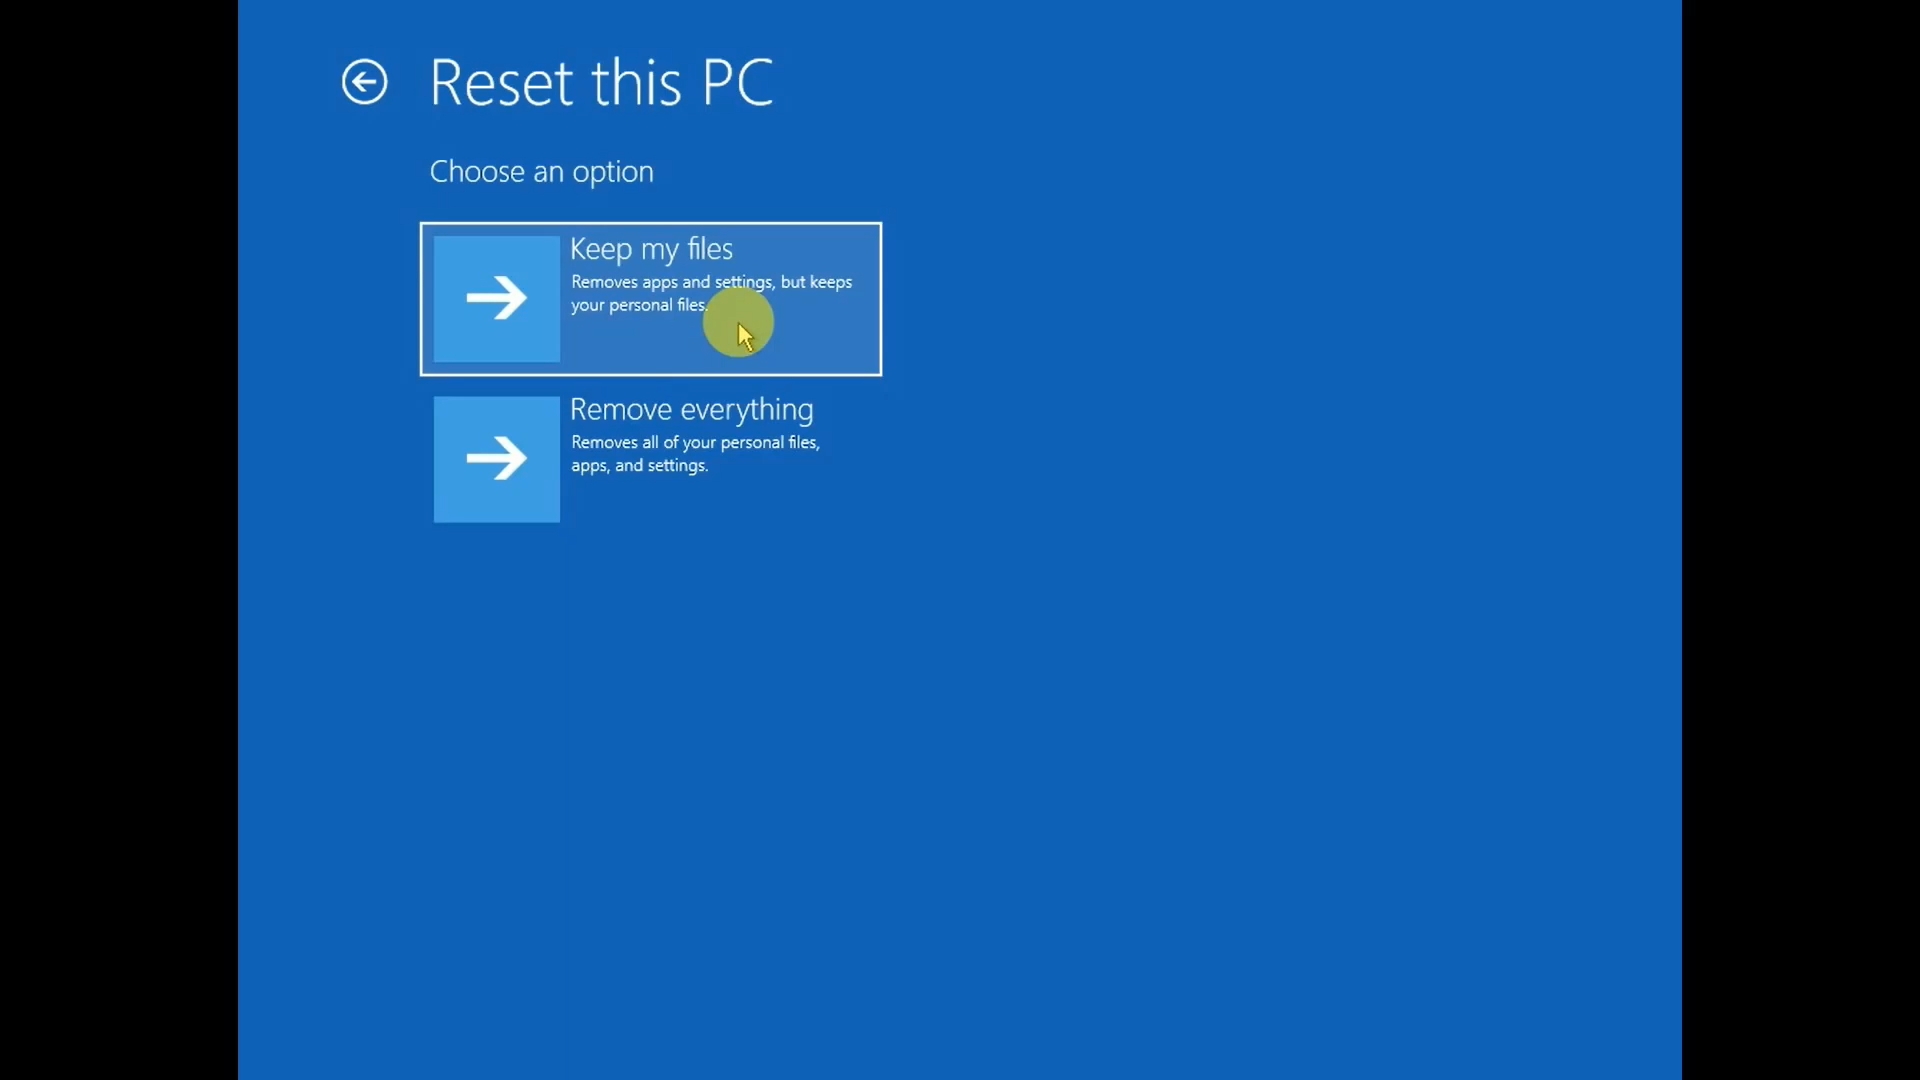 Reset this PC
Choose an option
Keep my files
Removes apps and settings, but keeps
your personal files.
Remove everything
Removes all of your personal files,
apps, and settings.